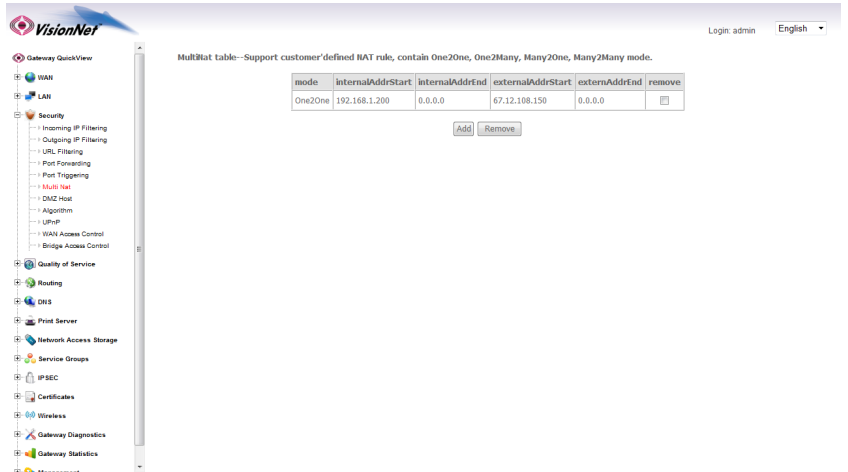 VisionNet
Login: admin
English
Gateway QuickView
WAN
LAN
Security
Incoming IP Filtering
Outgoing IP Filtering
URL Filtering
Port Forwarding
Port Triggering
Multi Nat
DMZ Host
Algorithm
UPnP
WAN Access Control
Bridge Access Control
Quality of Service
Routing
DNS
Print Server
Network Access Storage
Service Groups
IPSEC
Certificates
Wireless
Gateway Diagnostics
Gateway Statistics
Management
MultiNat table--Support customer'defined NAT rule, contain One2One, One2Many, Many2One, Many2Many mode.
mode internalAddrStart internalAddrEnd externalAddrStart externAddrEnd remove
One2One 192.168.1.200 0.0.0.0 67.12.108.150 0.0.0.0
Add Remove